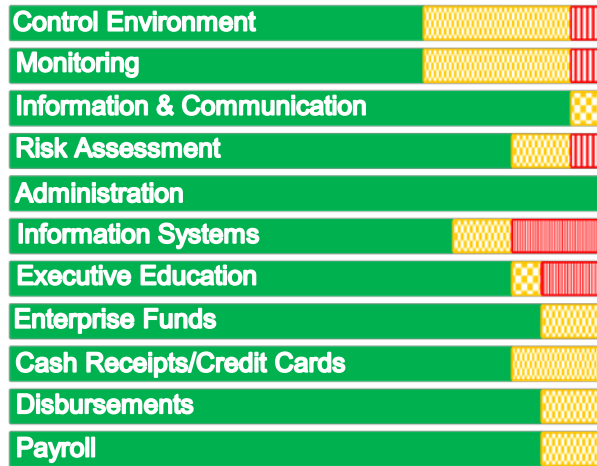 Control Environment
Monitoring
Information & Communication
Risk Assessment
Administration
Information Systems
Executive Education
Enterprise Funds
Cash Receipts/Credit Cards
Disbursements
Payroll